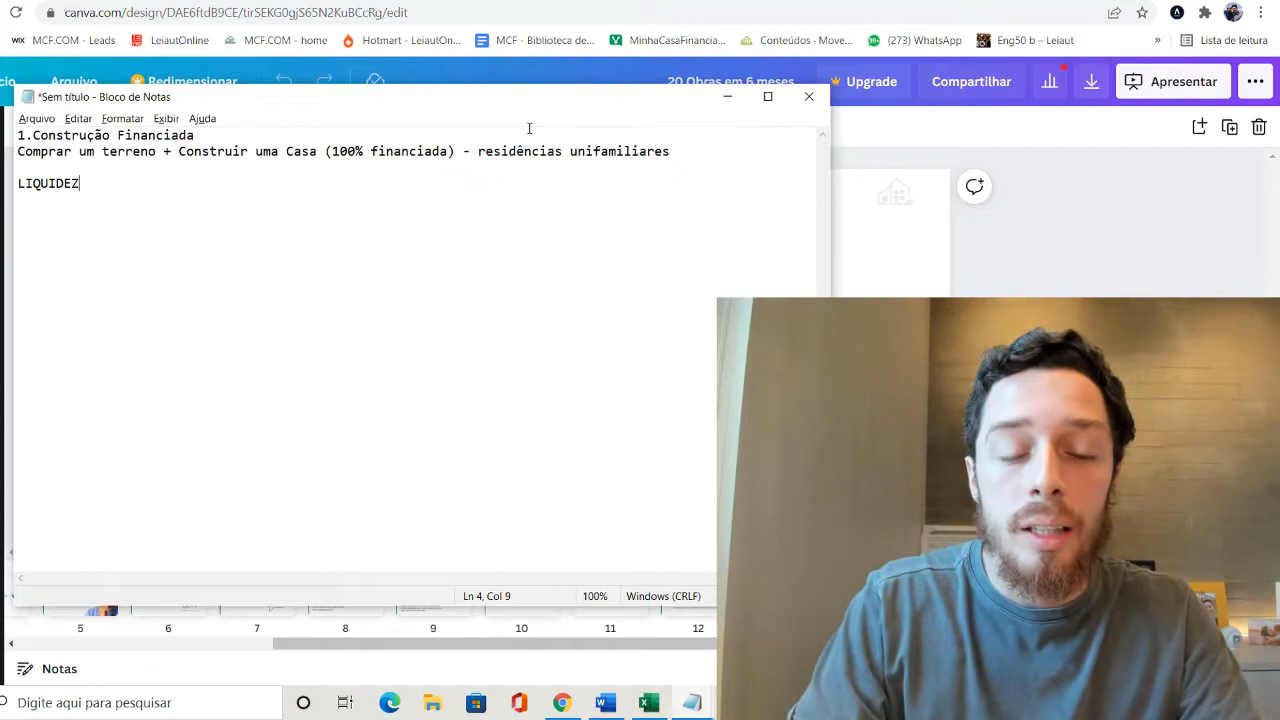 canva.com/design/DAE6ftdB9CE/tirSEKG0gjS65N2KuBCcRg/edit
WIX MCF.COM - Leads LeiautOnline MCF.COM - home Hotmart - LeiautOn... MCF - Biblioteca de... MinhaCasaFinancia... Conteúdos - Move... 99+ (273) WhatsApp Eng50 b – Leiaut » Lista de leitura
cio Arquivo Redimensionar 20 Obras em 6 meses Upgrade Compartilhar Apresentar
*Sem título - Bloco de Notas
Arquivo Editar Formatar Exibir Ajuda
1.Construção Financiada
Comprar um terreno + Construir uma Casa (100% financiada) - residências unifamiliares
LIQUIDEZ
Ln 4, Col 9 100% Windows (CRLF)
5 6 7 8 9 10 11 12
Notas
Digite aqui para pesquisar